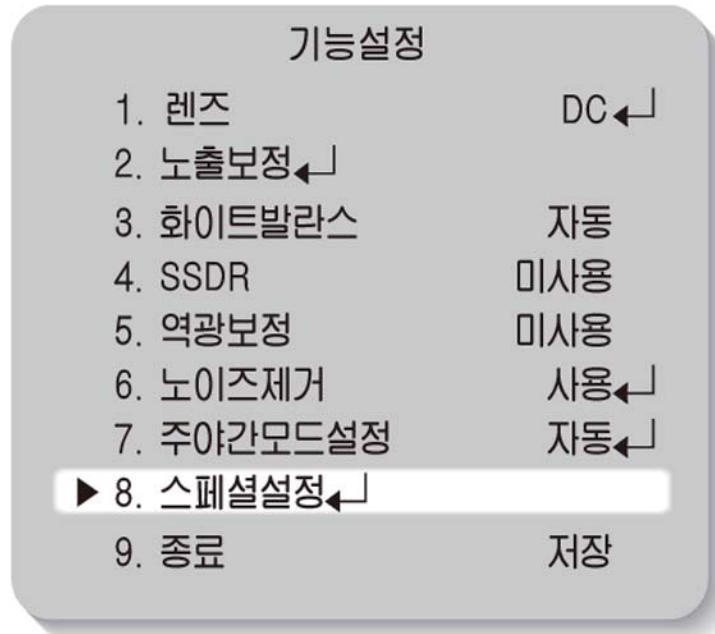 기능설정
1. 렌즈 DC↲
2. 노출보정↲
3. 화이트발란스 자동
4. SSDR 미사용
5. 역광보정 미사용
6. 노이즈제거 사용↲
7. 주야간모드설정 자동↲
▶ 8. 스페셜설정↲
9. 종료 저장